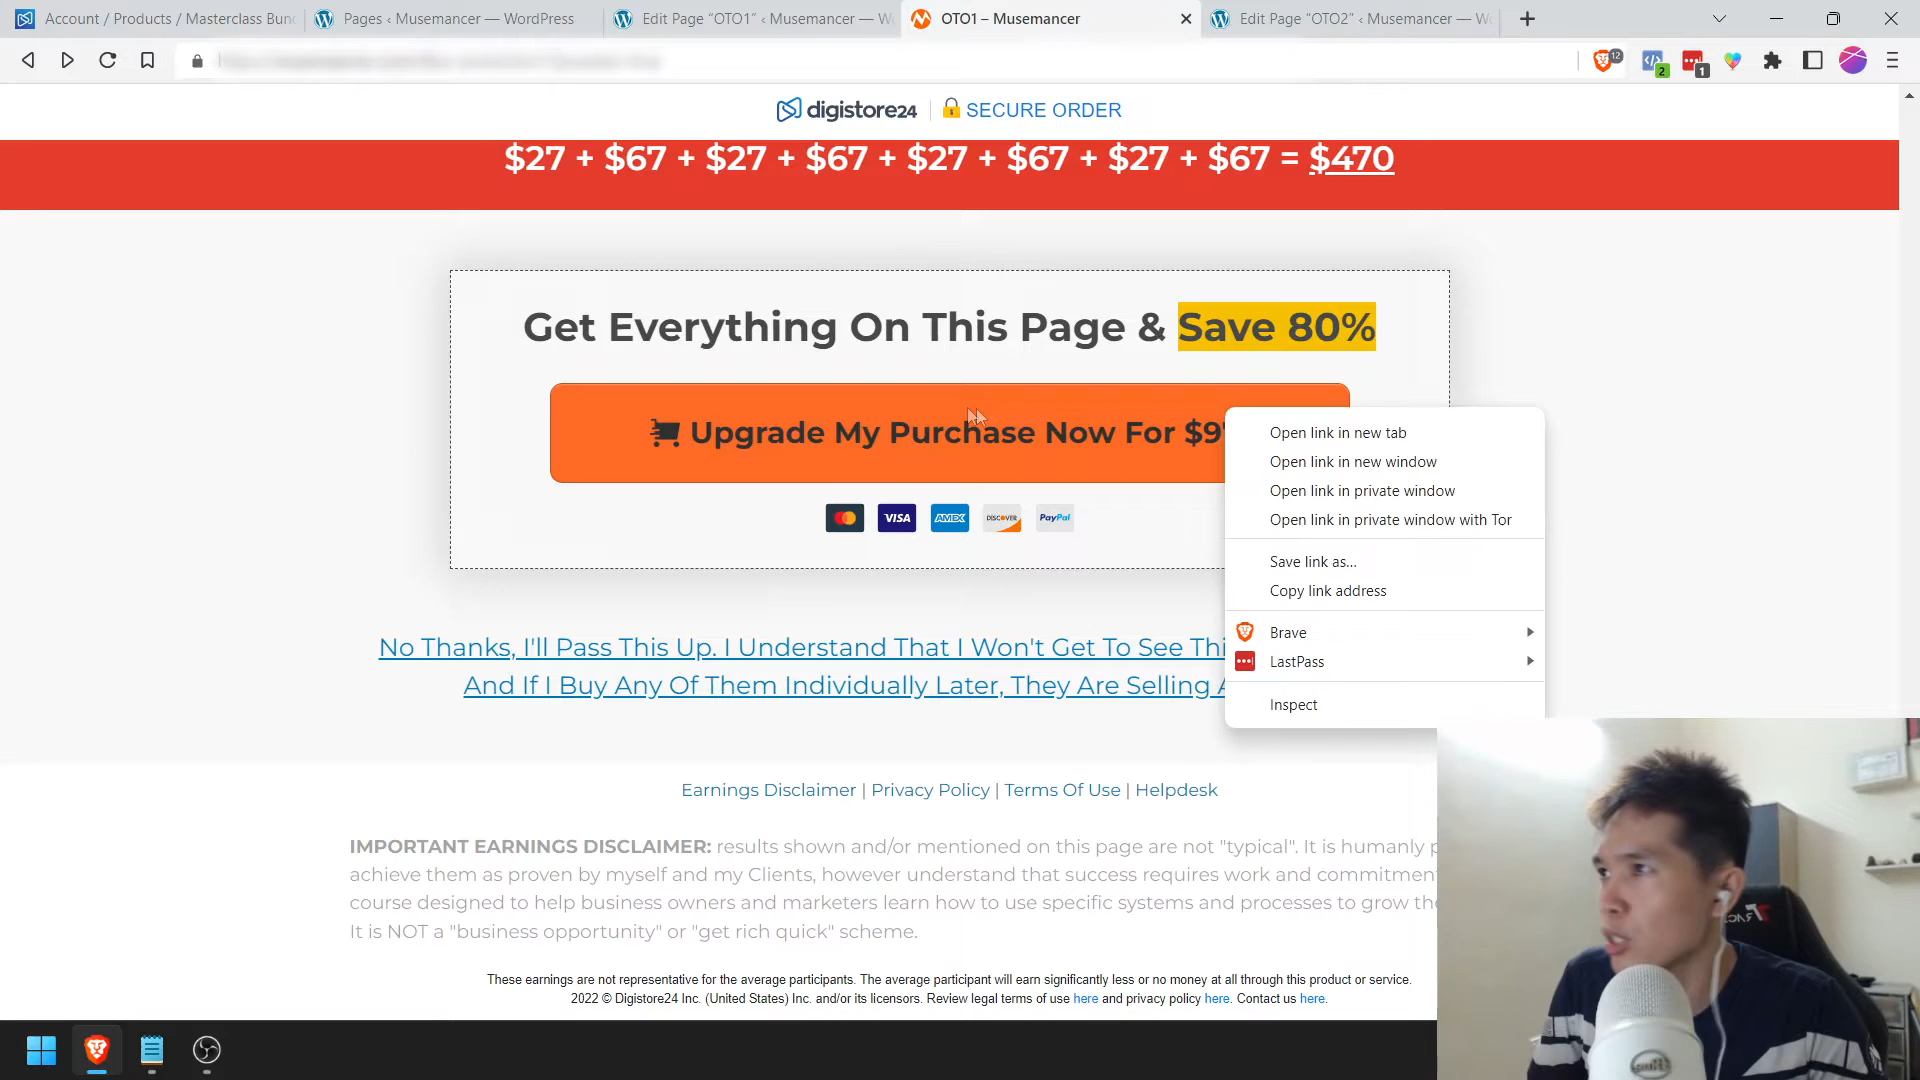 Account / Products / Masterclass Bund
Pages ‹ Musemancer — WordPress
Edit Page “OTO1” ‹ Musemancer — W
OTO1 – Musemancer
Edit Page “OTO2” ‹ Musemancer — Wo
12
2
1
digistore24
SECURE ORDER
$27 + $67 + $27 + $67 + $27 + $67 + $27 + $67 = $470
Get Everything On This Page & Save 80%
Upgrade My Purchase Now For $9
VISA
AMEX
DISCOVER
PayPal
Open link in new tab
Open link in new window
Open link in private window
Open link in private window with Tor
Save link as...
Copy link address
Brave
LastPass
Inspect
No Thanks, I'll Pass This Up. I Understand That I Won't Get To See Thi
And If I Buy Any Of Them Individually Later, They Are Selling A
Earnings Disclaimer | Privacy Policy | Terms Of Use | Helpdesk
IMPORTANT EARNINGS DISCLAIMER: results shown and/or mentioned on this page are not "typical". It is humanly p
achieve them as proven by myself and my Clients, however understand that success requires work and commitmen
course designed to help business owners and marketers learn how to use specific systems and processes to grow th
It is NOT a "business opportunity" or "get rich quick" scheme.
These earnings are not representative for the average participants. The average participant will earn significantly less or no money at all through this product or service.
2022 © Digistore24 Inc. (United States) Inc. and/or its licensors. Review legal terms of use here and privacy policy here. Contact us here.